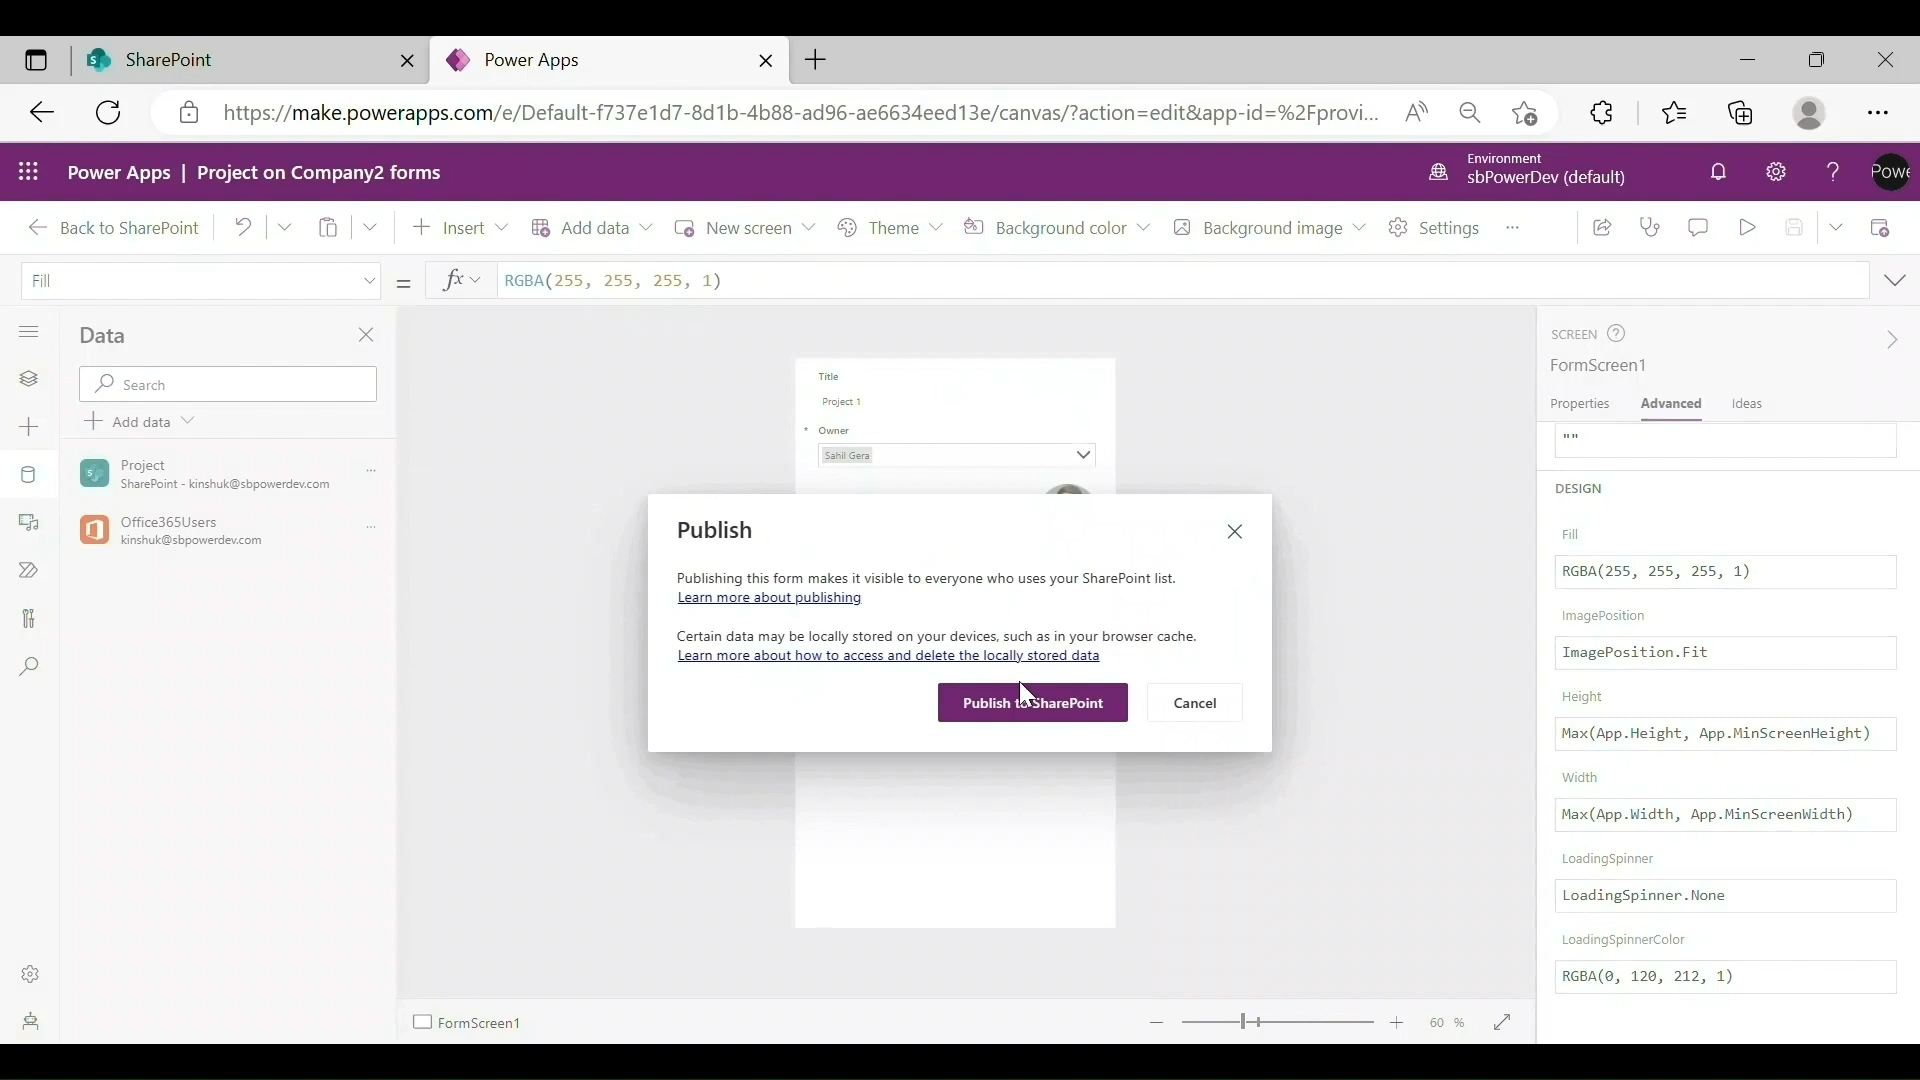 SharePoint
Power Apps
https://make.powerapps.com/e/Default-f737e1d7-8d1b-4b88-ad96-ae6634eed13e/canvas/?action=edit&app-id=%2Fprovi...
Power Apps | Project on Company2 forms
Environment
sbPowerDev (default)
Powe
Back to SharePoint
Insert
Add data
New screen
Theme
Background color
Background image
Settings
Fill
=
fx
RGBA(255, 255, 255, 1)
Data
Search
Add data
Project
SharePoint - kinshuk@sbpowerdev.com
Office365Users
kinshuk@sbpowerdev.com
Title
Project 1
* Owner
Sahil Gera
Publish
Publishing this form makes it visible to everyone who uses your SharePoint list.
Learn more about publishing
Certain data may be locally stored on your devices, such as in your browser cache.
Learn more about how to access and delete the locally stored data
Publish to SharePoint
Cancel
SCREEN
FormScreen1
Properties
Advanced
Ideas
""
DESIGN
Fill
RGBA(255, 255, 255, 1)
ImagePosition
ImagePosition.Fit
Height
Max(App.Height, App.MinScreenHeight)
Width
Max(App.Width, App.MinScreenWidth)
LoadingSpinner
LoadingSpinner.None
LoadingSpinnerColor
RGBA(0, 120, 212, 1)
FormScreen1
60 %